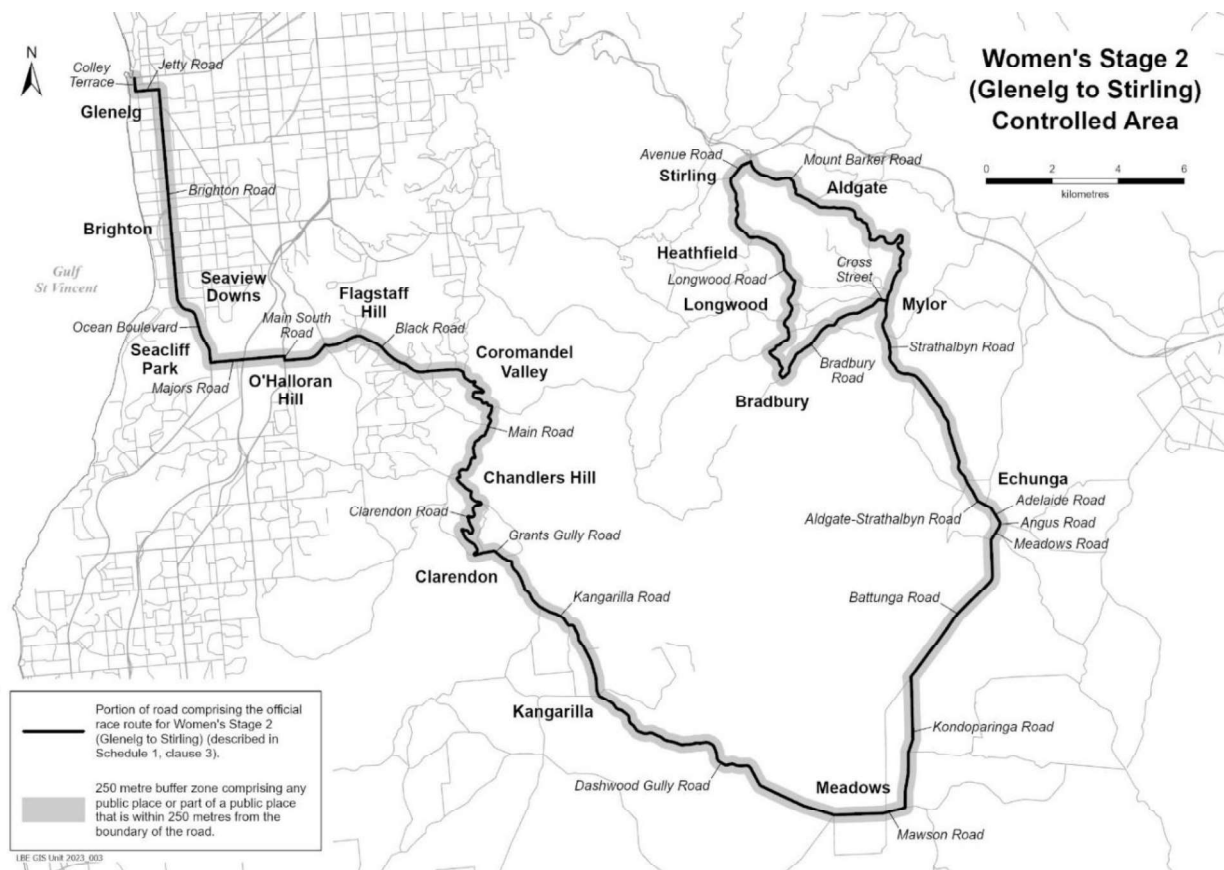 N
Colley
Terrace
Jetty Road
Glenelg
Women's Stage 2
(Glenelg to Stirling)
Controlled Area
0 2 4 6
kilometres
Avenue Road
Mount Barker Road
Stirling
Aldgate
Brighton Road
Brighton
Heathfield
Cross
Street
Longwood Road
Gulf
St Vincent
Seaview
Downs
Flagstaff
Hill
Longwood
Mylor
Main South
Road
Black Road
Ocean Boulevard
Strathalbyn Road
Seacliff
Park
Coromandel
Valley
Bradbury
Road
Majors Road
O'Halloran
Hill
Bradbury
Main Road
Chandlers Hill
Echunga
Adelaide Road
Clarendon Road
Aldgate-Strathalbyn Road
Angus Road
Grants Gully Road
Meadows Road
Clarendon
Kangarilla Road
Battunga Road
Kangarilla
Kondoparinga Road
Dashwood Gully Road
Meadows
Mawson Road
Portion of road comprising the official
race route for Women's Stage 2
(Glenelg to Stirling) (described in
Schedule 1, clause 3).
250 metre buffer zone comprising any
public place or part of a public place
that is within 250 metres from the
boundary of the road.
LBE GIS Unit 2023_003